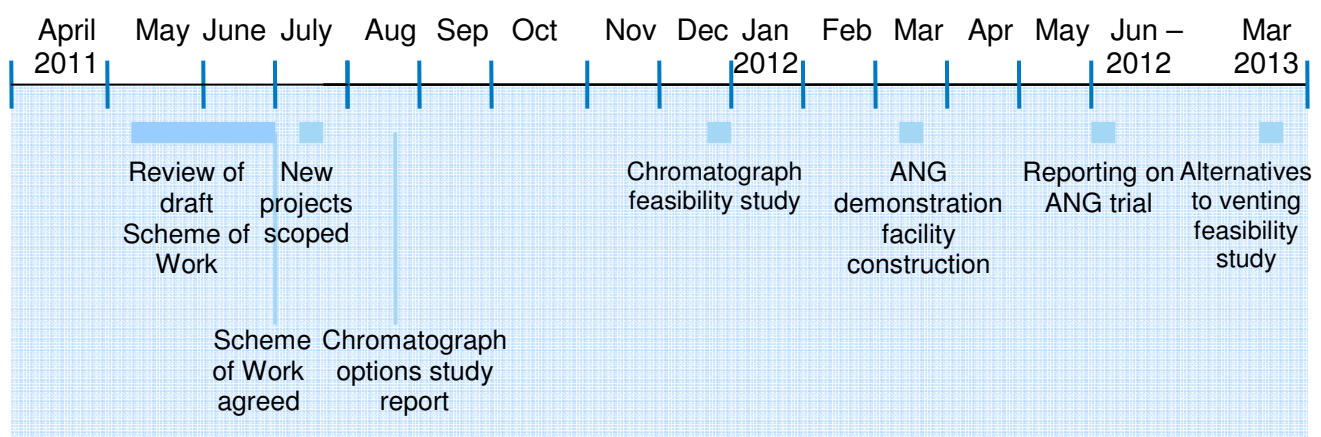 April
2011
May
June
July
Aug
Sep
Oct
Nov
Dec
Jan
2012
Feb
Mar
Apr
May
Jun –
2012
Mar
2013
Review of
draft
Scheme of
Work
New
projects
scoped
Chromatograph
feasibility study
ANG
demonstration
facility
construction
Reporting on
ANG trial
Alternatives
to venting
feasibility
study
Scheme
of Work
agreed
Chromatograph
options study
report